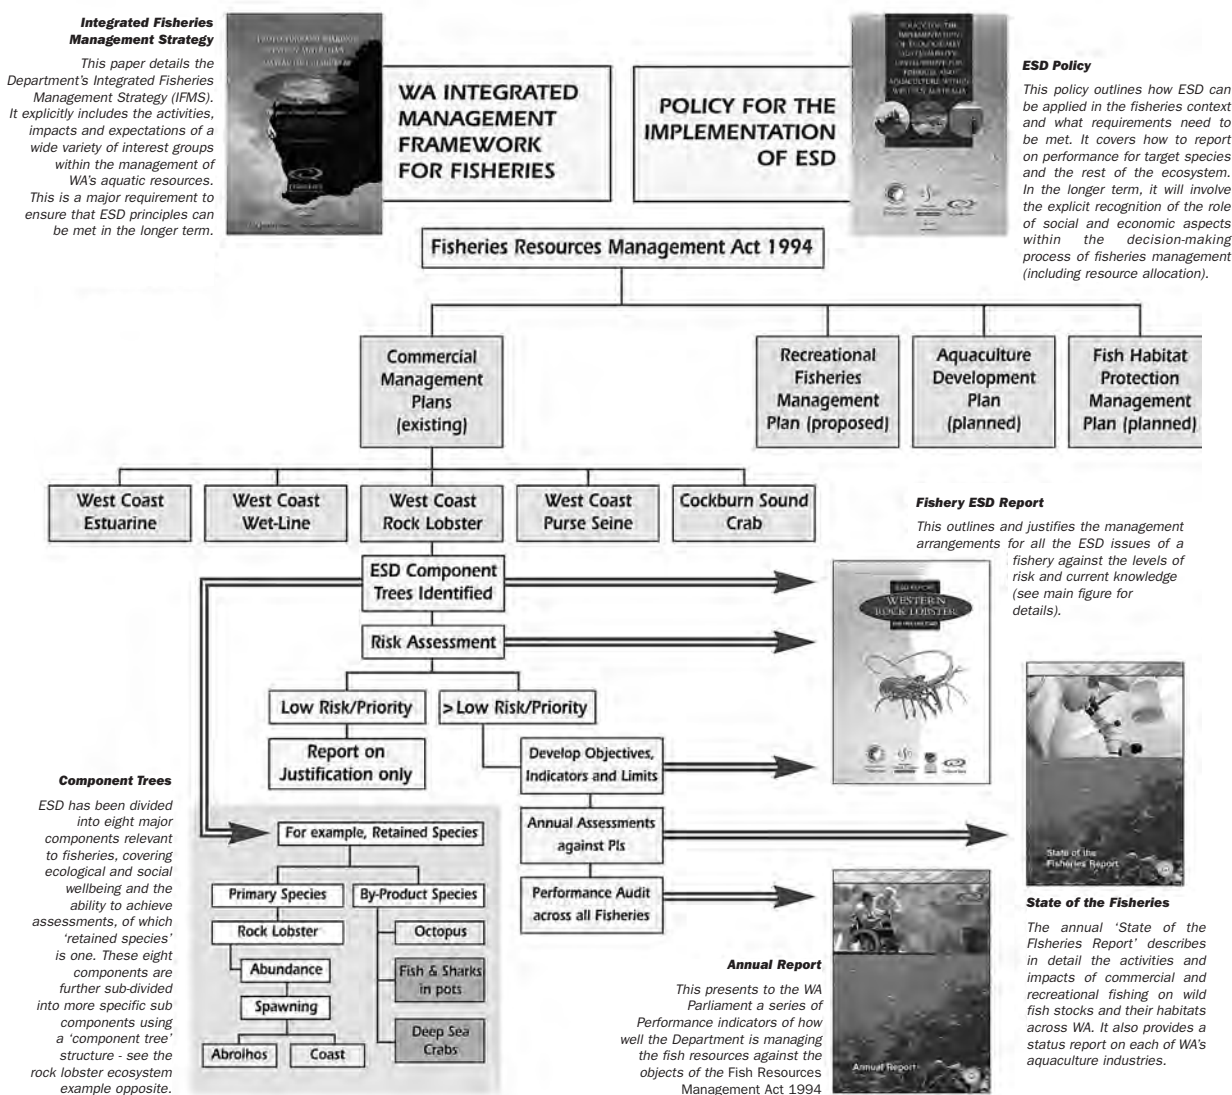 Integrated Fisheries
Management Strategy
This paper details the
Department's Integrated Fisheries
Management Strategy (IFMS).
It explicitly includes the activities,
impacts and expectations of a
wide variety of interest groups
within the management of
WA's aquatic resources.
This is a major requirement to
ensure that ESD principles can
be met in the longer term.
WA INTEGRATED
MANAGEMENT
FRAMEWORK
FOR FISHERIES
POLICY FOR THE
IMPLEMENTATION
OF ESD
POLICY FOR THE
IMPLEMENTATION
OF ECOLOGICALLY
SUSTAINABLE
DEVELOPMENT FOR
FISHERIES AND
AQUACULTURE WITHIN
WESTERN AUSTRALIA
ESD Policy
This policy outlines how ESD can
be applied in the fisheries context
and what requirements need to
be met. It covers how to report
on performance for target species
and the rest of the ecosystem.
In the longer term, it will involve
the explicit recognition of the role
of social and economic aspects
within the decision-making
process of fisheries management
(including resource allocation).
Fisheries Resources Management Act 1994
Commercial
Management
Plans
(existing)
Recreational
Fisheries
Management
Plan (proposed)
Aquaculture
Development
Plan
(planned)
Fish Habitat
Protection
Management
Plan (planned)
West Coast
Estuarine
West Coast
Wet-Line
West Coast
Rock Lobster
West Coast
Purse Seine
Cockburn Sound
Crab
Fishery ESD Report
This outlines and justifies the management
arrangements for all the ESD issues of a
fishery against the levels of
risk and current knowledge
(see main figure for
details).
ESD Component
Trees Identified
Risk Assessment
Low Risk/Priority
> Low Risk/Priority
Report on
Justification only
Develop Objectives,
Indicators and Limits
Annual Assessments
against PIs
Performance Audit
across all Fisheries
WESTERN
ROCK LOBSTER
State of the
Fisheries Report
Component Trees
ESD has been divided
into eight major
components relevant
to fisheries, covering
ecological and social
wellbeing and the
ability to achieve
assessments, of which
'retained species'
is one. These eight
components are
further sub-divided
into more specific sub
components using
a 'component tree'
structure - see the
rock lobster ecosystem
example opposite.
For example, Retained Species
Primary Species
By-Product Species
Rock Lobster
Octopus
Abundance
Fish & Sharks
in pots
Spawning
Deep Sea
Crabs
Abrolhos
Coast
Annual Report
This presents to the WA
Parliament a series of
Performance indicators of how
well the Department is managing
the fish resources against the
objects of the Fish Resources
Management Act 1994
Annual Report
State of the Fisheries
The annual 'State of the
FIsheries Report' describes
in detail the activities and
impacts of commercial and
recreational fishing on wild
fish stocks and their habitats
across WA. It also provides a
status report on each of WA's
aquaculture industries.